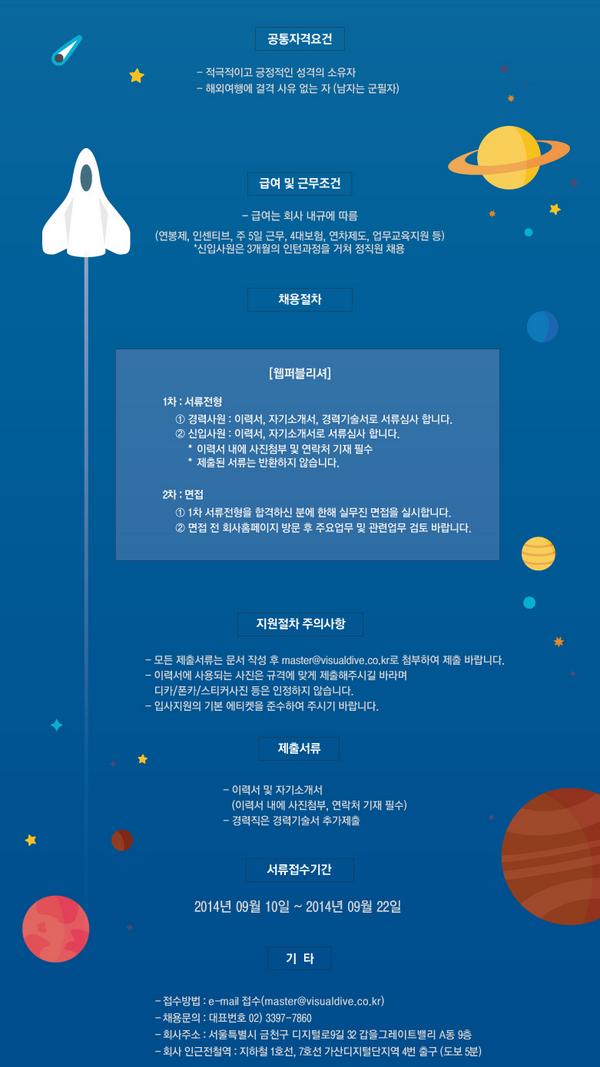 공통자격요건
- 적극적이고 긍정적인 성격의 소유자
- 해외여행에 결격 사유 없는 자 (남자는 군필자)
급여 및 근무조건
- 급여는 회사 내규에 따름
(연봉제, 인센티브, 주 5일 근무, 4대보험, 연차제도, 업무교육지원 등)
*신입사원은 3개월의 인턴과정을 거쳐 정직원 채용
채용절차
[웹퍼블리셔]
1차 : 서류전형
① 경력사원 : 이력서, 자기소개서, 경력기술서로 서류심사 합니다.
② 신입사원 : 이력서, 자기소개서로 서류심사 합니다.
* 이력서 내에 사진첨부 및 연락처 기재 필수
* 제출된 서류는 반환하지 않습니다.
2차 : 면접
① 1차 서류전형을 합격하신 분에 한해 실무진 면접을 실시합니다.
② 면접 전 회사홈페이지 방문 후 주요업무 및 관련업무 검토 바랍니다.
지원절차 주의사항
- 모든 제출서류는 문서 작성 후 master@visualdive.co.kr로 첨부하여 제출 바랍니다.
- 이력서에 사용되는 사진은 규격에 맞게 제출해주시길 바라며
디카/폰카/스티커사진 등은 인정하지 않습니다.
- 입사지원의 기본 에티켓을 준수하여 주시기 바랍니다.
제출서류
- 이력서 및 자기소개서
(이력서 내에 사진첨부, 연락처 기재 필수)
- 경력직은 경력기술서 추가제출
서류접수기간
2014년 09월 10일 ~ 2014년 09월 22일
기 타
- 접수방법 : e-mail 접수(master@visualdive.co.kr)
- 채용문의 : 대표번호 02) 3397-7860
- 회사주소 : 서울특별시 금천구 디지털로9길 32 갑을그레이트밸리 A동 9층
- 회사 인근전철역 : 지하철 1호선, 7호선 가산디지털단지역 4번 출구 (도보 5분)